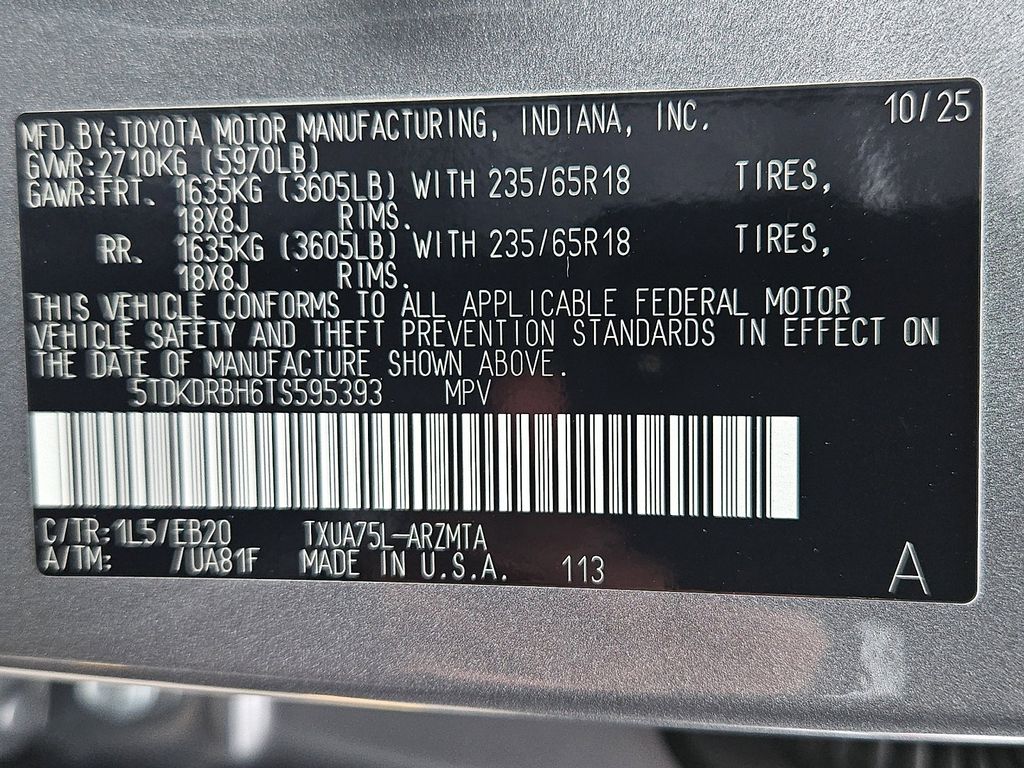 10/25
MFD.BY:TOYOTA MOTOR MANUFACTURING, INDIANA, INC.
GVWR:2710KG (5970LB)
GAWR:FRT. 1635KG (3605LB) WITH 235/65R18 TIRES,
18X8J RIMS.
RR. 1635KG (3605LB) WITH 235/65R18 TIRES,
18X8J RIMS.
THIS VEHICLE CONFORMS TO ALL APPLICABLE FEDERAL MOTOR
VEHICLE SAFETY AND THEFT PREVENTION STANDARDS IN EFFECT ON
THE DATE OF MANUFACTURE SHOWN ABOVE.
5TDKDRBH6TS595393 MPV
C/TR:1L5/EB20 TXUA75L-ARZMTA
A/TM: /UA81F MADE IN U.S.A. 113
A